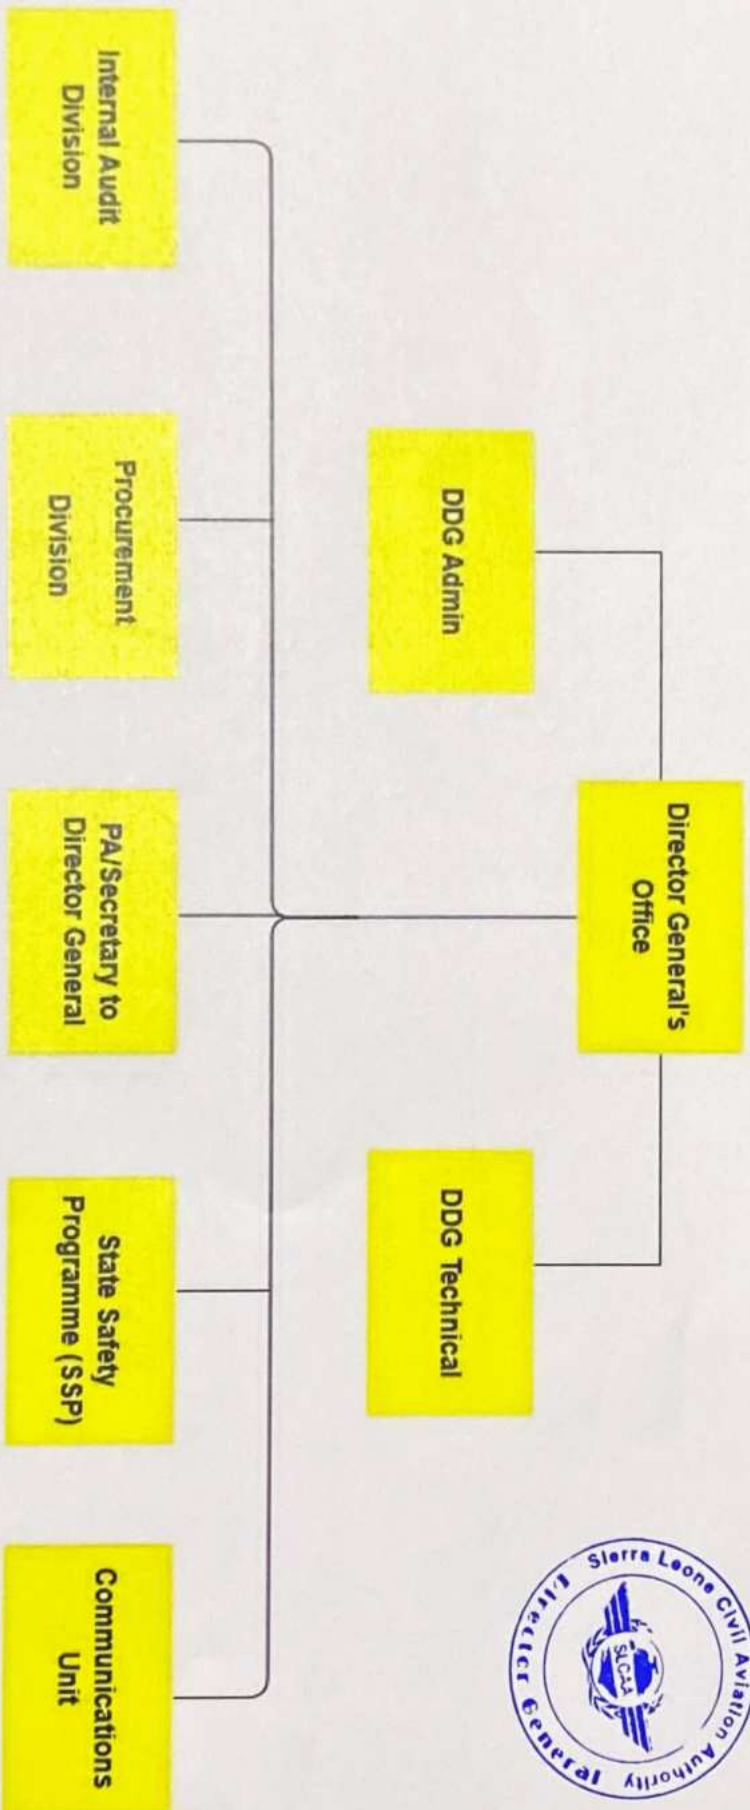 Director General's
Office
DDG Admin
DDG Technical
Internal Audit
Division
Procurement
Division
PA/Secretary to
Director General
State Safety
Programme (SSP)
Communications
Unit
Sierra Leone Civil Aviation Authority
SLCAA
Director General